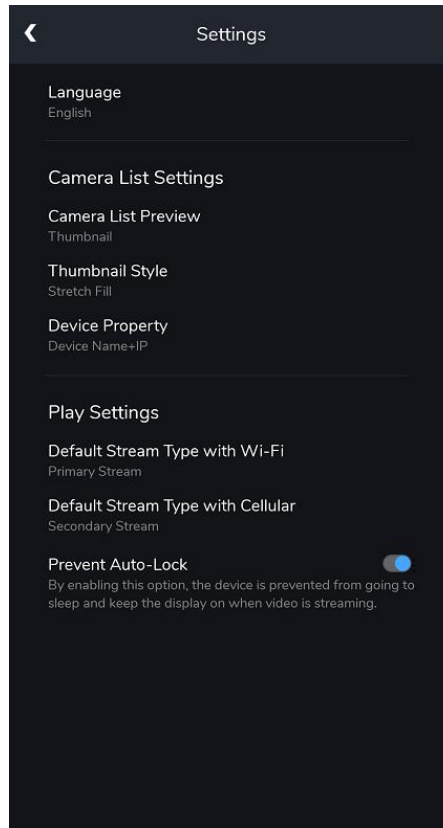 Settings
Language
English
Camera List Settings
Camera List Preview
Thumbnail
Thumbnail Style
Stretch Fill
Device Property
Device Name+IP
Play Settings
Default Stream Type with Wi-Fi
Primary Stream
Default Stream Type with Cellular
Secondary Stream
Prevent Auto-Lock
By enabling this option, the device is prevented from going to
sleep and keep the display on when video is streaming.